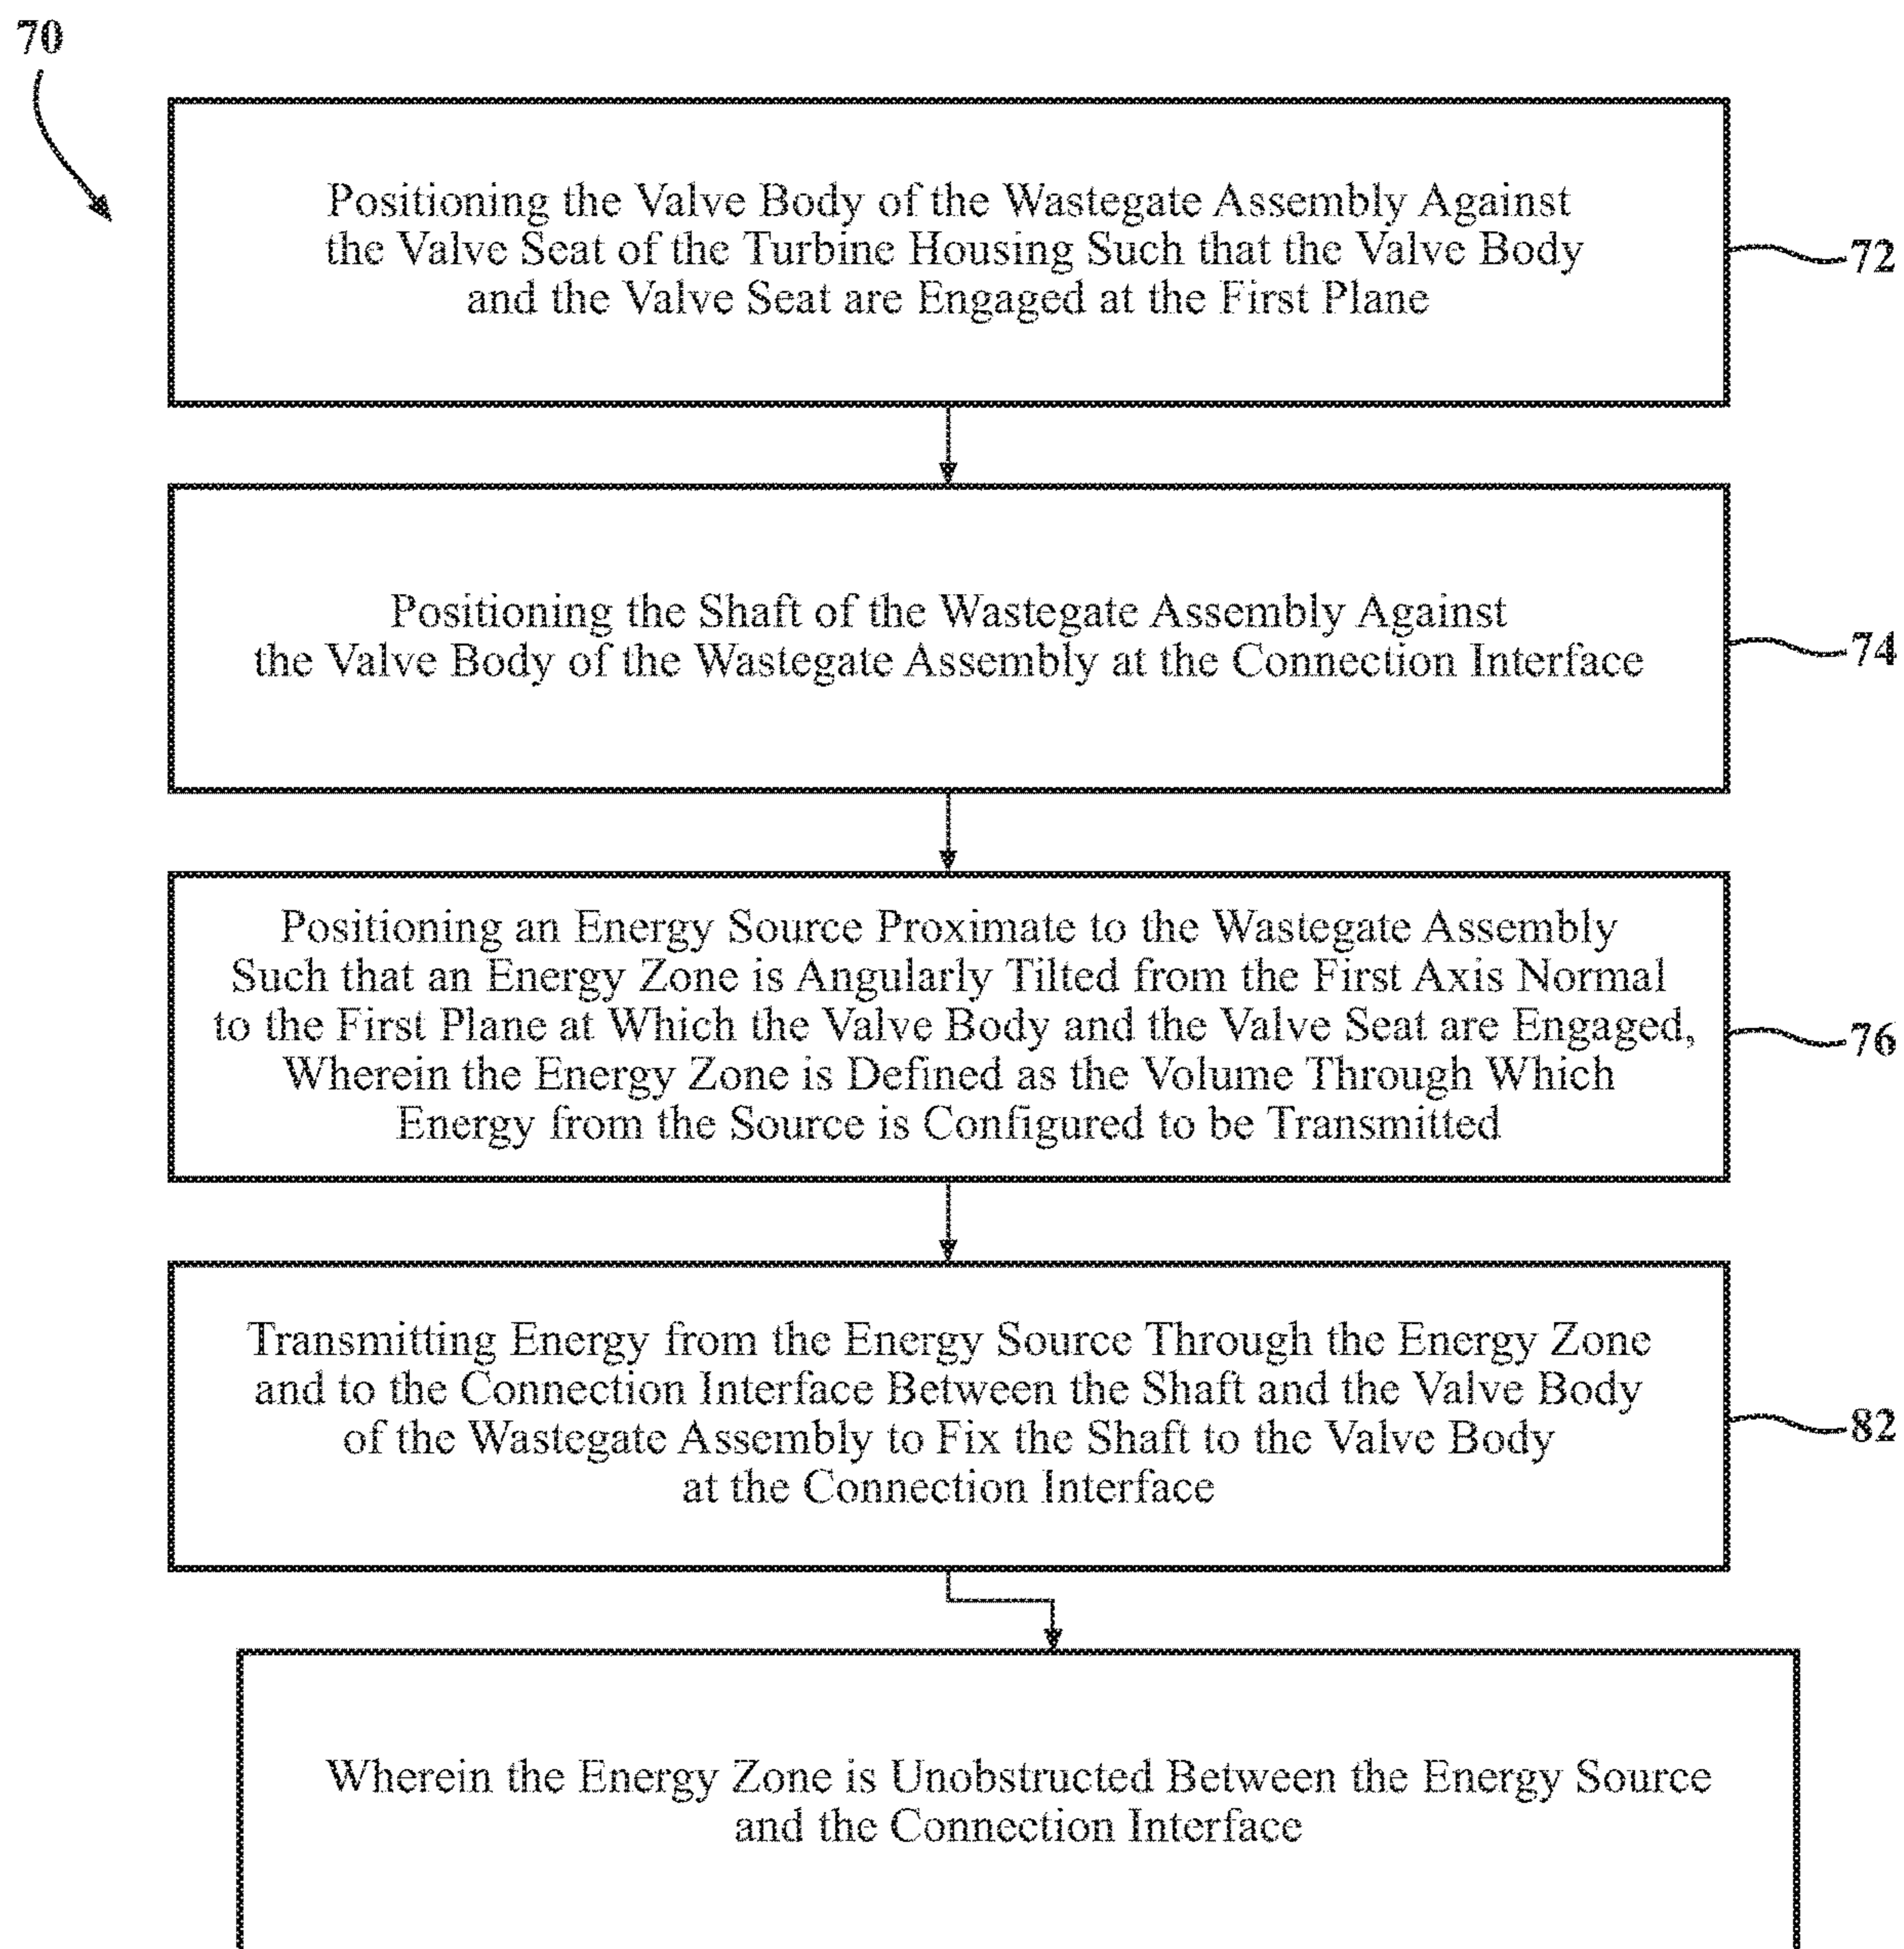 70
Positioning the Valve Body of the Wastegate Assembly Against
the Valve Seat of the Turbine Housing Such that the Valve Body
and the Valve Seat are Engaged at the First Plane
72
Positioning the Shaft of the Wastegate Assembly Against
the Valve Body of the Wastegate Assembly at the Connection Interface
74
Positioning an Energy Source Proximate to the Wastegate Assembly
Such that an Energy Zone is Angularly Tilted from the First Axis Normal
to the First Plane at Which the Valve Body and the Valve Seat are Engaged,
Wherein the Energy Zone is Defined as the Volume Through Which
Energy from the Source is Configured to be Transmitted
76
Transmitting Energy from the Energy Source Through the Energy Zone
and to the Connection Interface Between the Shaft and the Valve Body
of the Wastegate Assembly to Fix the Shaft to the Valve Body
at the Connection Interface
82
Wherein the Energy Zone is Unobstructed Between the Energy Source
and the Connection Interface